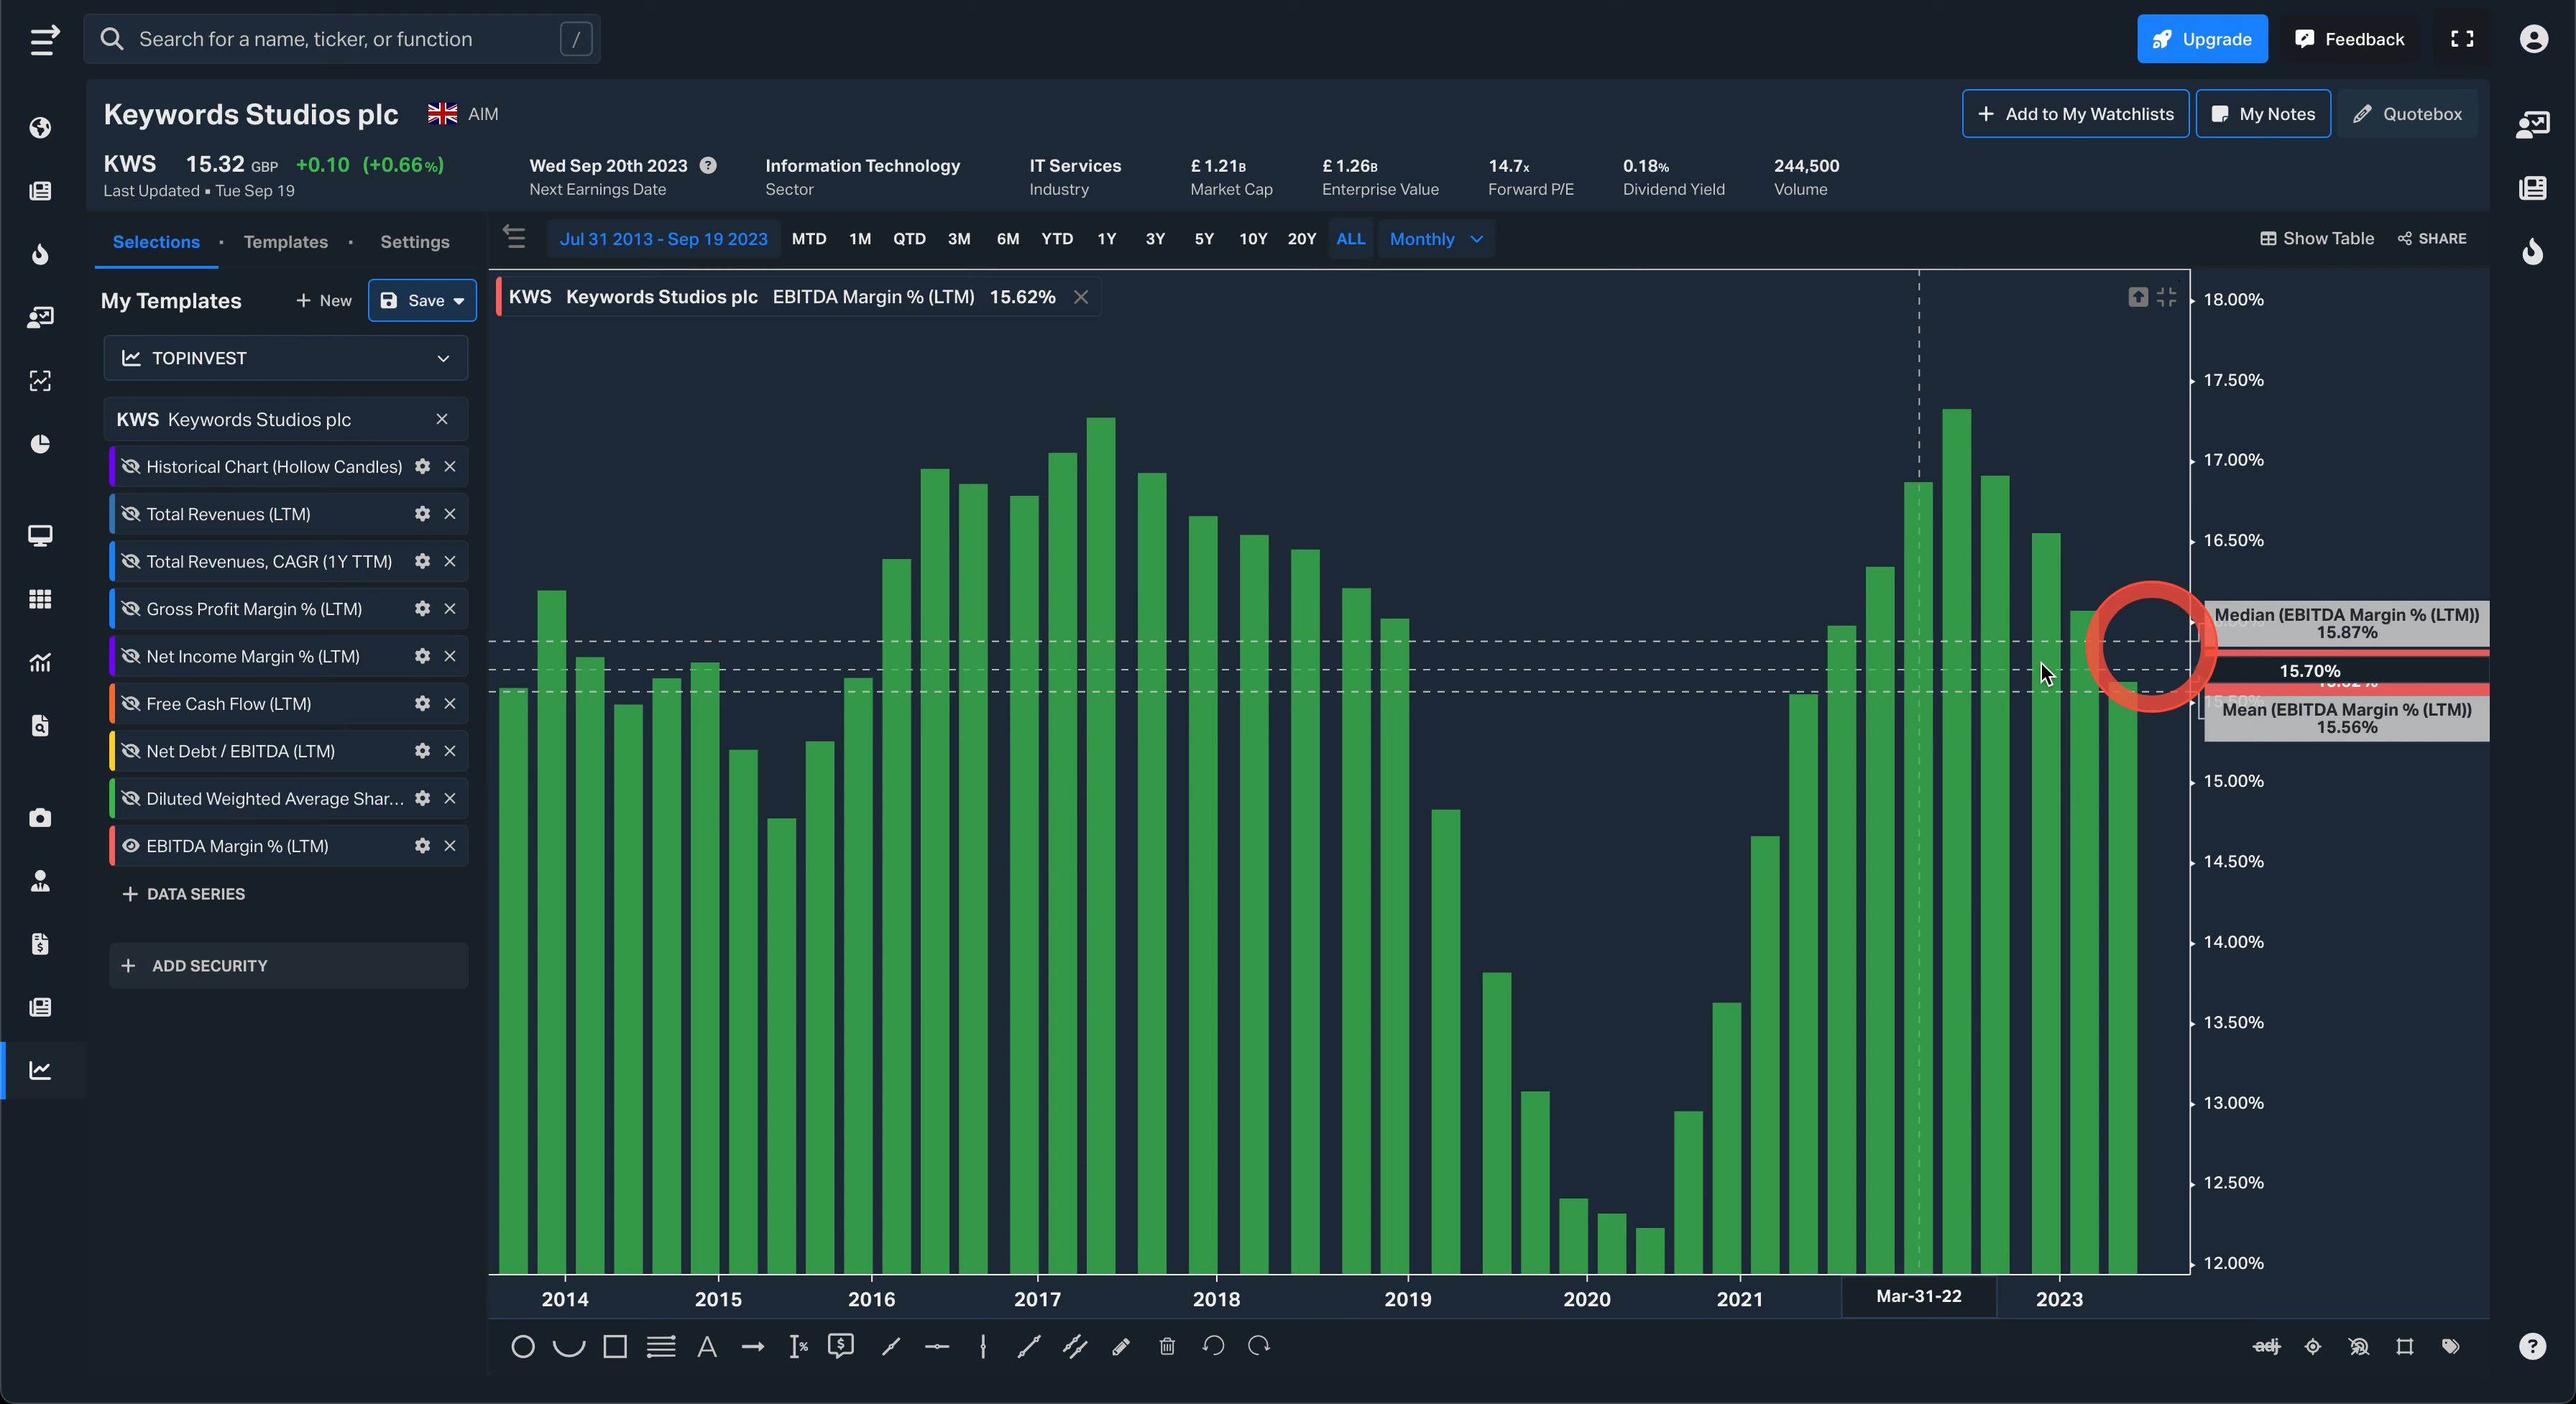 Search for a name, ticker, or function /
Upgrade
Feedback
Keywords Studios plc AIM
Add to My Watchlists
My Notes
Quotebox
KWS 15.32 GBP +0.10 (+0.66%)
Last Updated ▪ Tue Sep 19
Wed Sep 20th 2023 ?
Next Earnings Date
Information Technology
Sector
IT Services
Industry
£ 1.21B
Market Cap
£ 1.26B
Enterprise Value
14.7x
Forward P/E
0.18%
Dividend Yield
244,500
Volume
Selections · Templates · Settings
Jul 31 2013 - Sep 19 2023 MTD 1M QTD 3M 6M YTD 1Y 3Y 5Y 10Y 20Y ALL Monthly
Show Table
SHARE
My Templates
+ New
Save
TOPINVEST
KWS Keywords Studios plc
Historical Chart (Hollow Candles)
Total Revenues (LTM)
Total Revenues, CAGR (1Y TTM)
Gross Profit Margin % (LTM)
Net Income Margin % (LTM)
Free Cash Flow (LTM)
Net Debt / EBITDA (LTM)
Diluted Weighted Average Shar...
EBITDA Margin % (LTM)
+ DATA SERIES
+ ADD SECURITY
KWS Keywords Studios plc EBITDA Margin % (LTM) 15.62%
18.00%
17.50%
17.00%
16.50%
Median (EBITDA Margin % (LTM))
15.87%
15.70%
Mean (EBITDA Margin % (LTM))
15.56%
15.00%
14.50%
14.00%
13.50%
13.00%
12.50%
12.00%
2014 2015 2016 2017 2018 2019 2020 2021 Mar-31-22 2023
A
%
$
adj
?